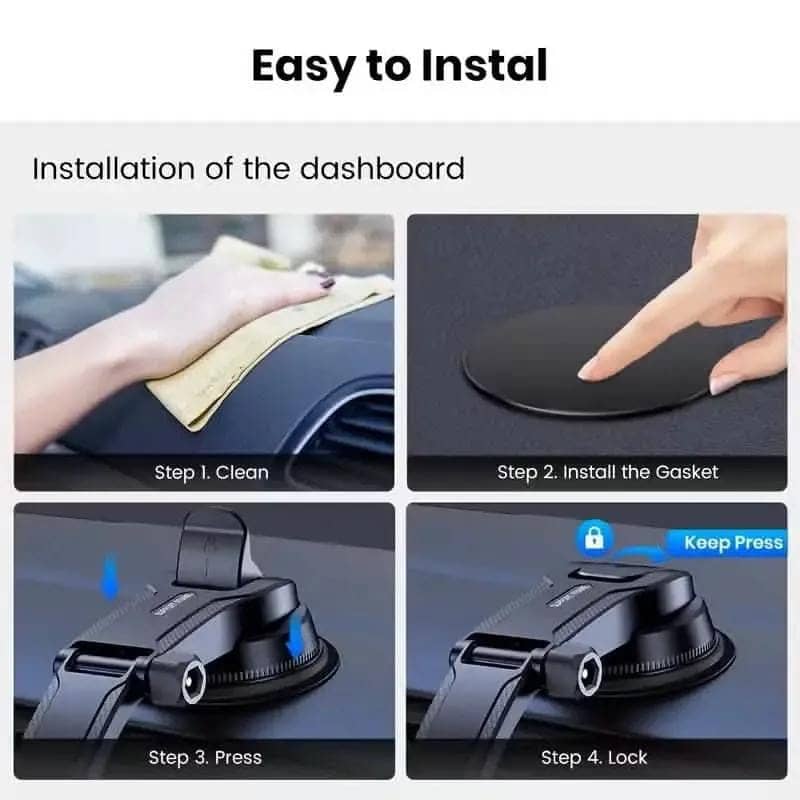 Easy to Instal
Installation of the dashboard
Step 1. Clean
Step 2. Install the Gasket
Keep Press
Step 3. Press
Step 4. Lock